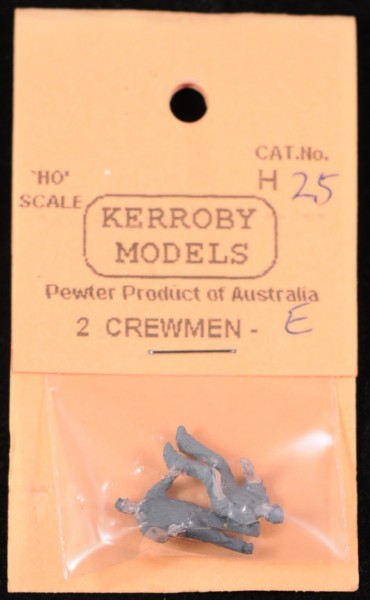 CAT.No.
'HO' H 25
SCALE
KERROBY
MODELS
Pewter Product of Australia
2 CREWMEN - E